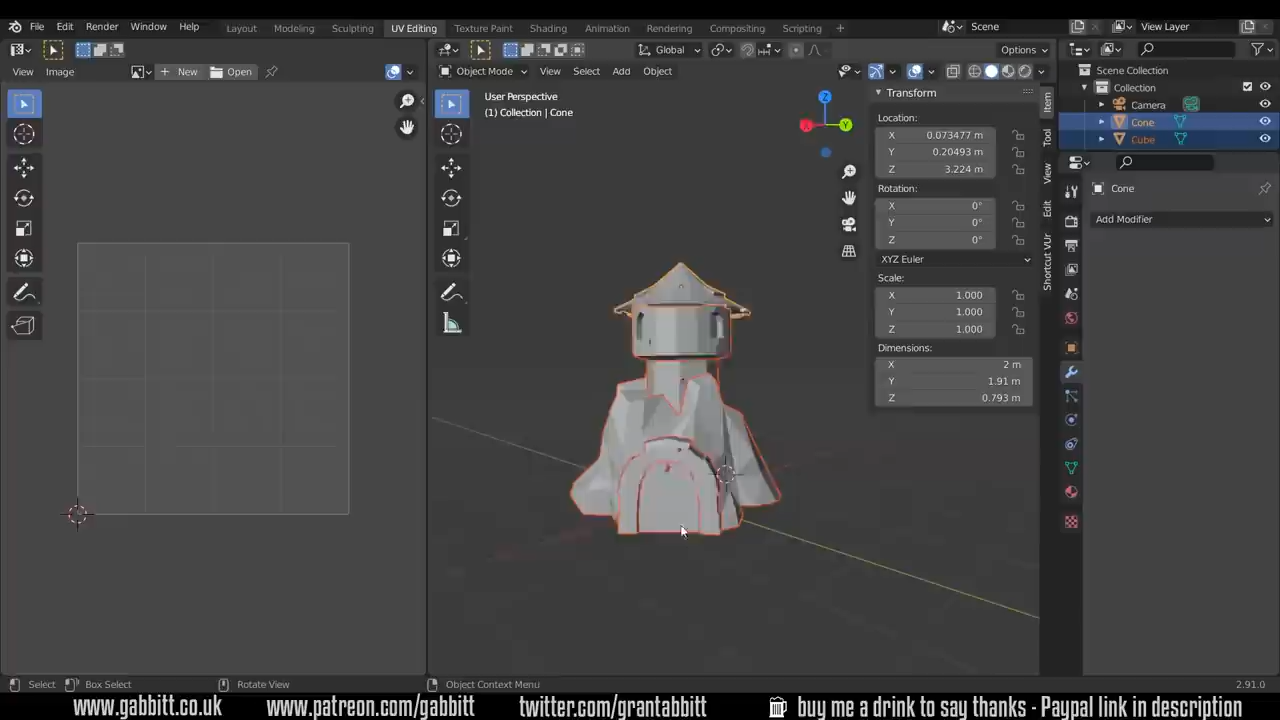 File Edit Render Window Help Layout Modeling Sculpting UV Editing Texture Paint Shading Animation Rendering Compositing Scripting + Scene View Layer
Global Options
View Image New Open Object Mode View Select Add Object
Scene Collection
Collection
Camera
Cone
Cube
User Perspective
(1) Collection | Cone
Z
X
Y
Transform
Location:
X 0.073477 m
Y 0.20493 m
Z 3.224 m
Rotation:
X 0°
Y 0°
Z 0°
XYZ Euler
Scale:
X 1.000
Y 1.000
Z 1.000
Dimensions:
X 2 m
Y 1.91 m
Z 0.793 m
Item
Tool
View
Edit
Shortcut VUr
Cone
Add Modifier
Select Box Select Rotate View Object Context Menu 2.91.0
www.gabbitt.co.uk www.patreon.com/gabbitt twitter.com/grantabbitt buy me a drink to say thanks - Paypal link in description